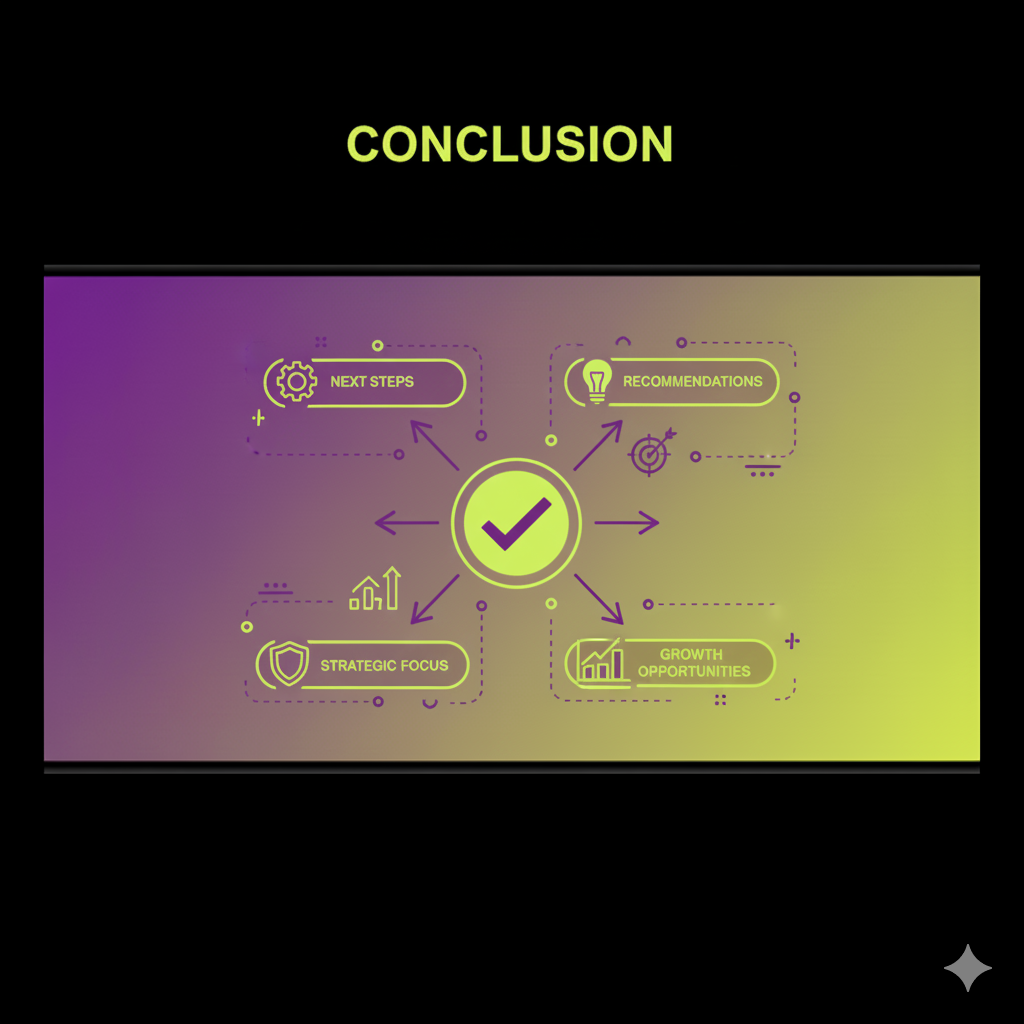 CONCLUSION
NEXT STEPS
RECOMMENDATIONS
STRATEGIC FOCUS
GROWTH
OPPORTUNITIES